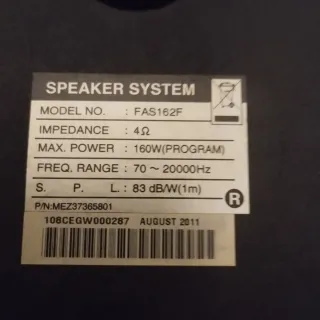 SPEAKER SYSTEM
MODEL NO. : FAS162F
IMPEDANCE : 4Ω
MAX. POWER : 160W(PROGRAM)
FREQ. RANGE : 70 ~ 20000Hz
S. P. L. : 83 dB/W(1m)
P/N:MEZ37365801
R
108CEGW000287 AUGUST 2011